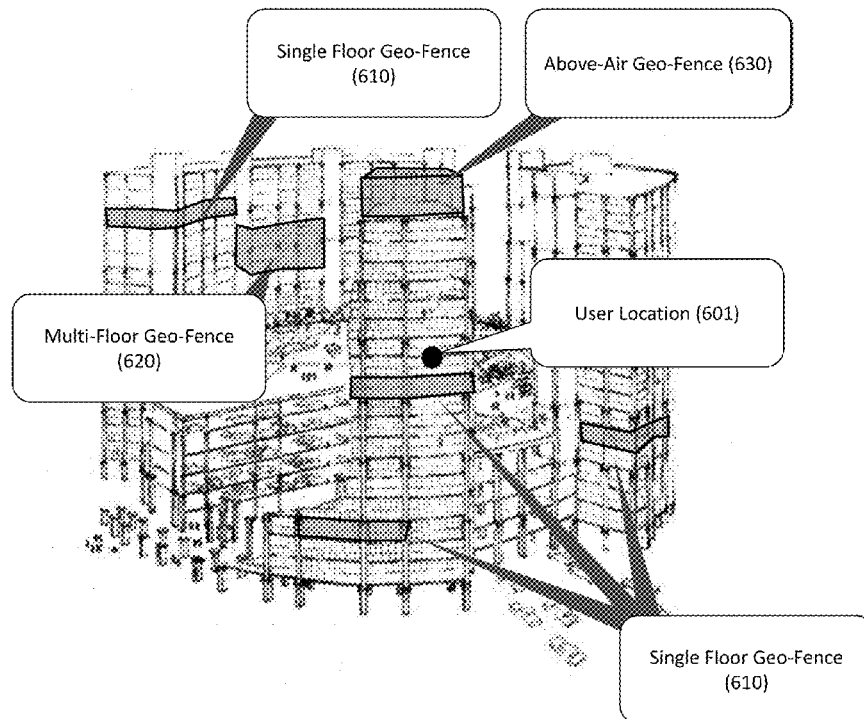 Single Floor Geo-Fence
(610)
Above-Air Geo-Fence (630)
User Location (601)
Multi-Floor Geo-Fence
(620)
Single Floor Geo-Fence
(610)